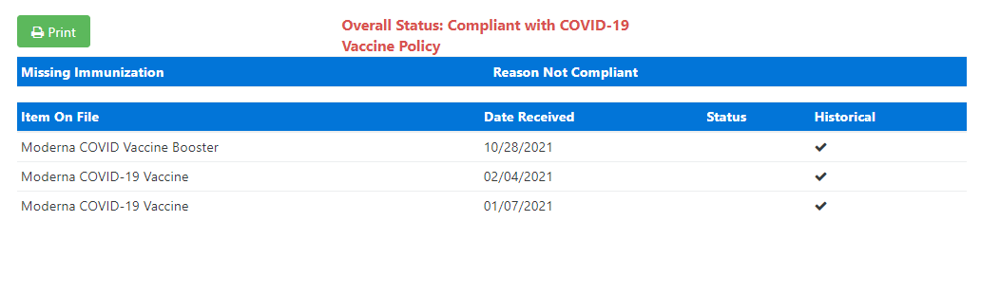 Print
Overall Status: Compliant with COVID-19
Vaccine Policy
Missing Immunization Reason Not Compliant
Item On File Date Received Status Historical
Moderna COVID Vaccine Booster 10/28/2021 ✔
Moderna COVID-19 Vaccine 02/04/2021 ✔
Moderna COVID-19 Vaccine 01/07/2021 ✔